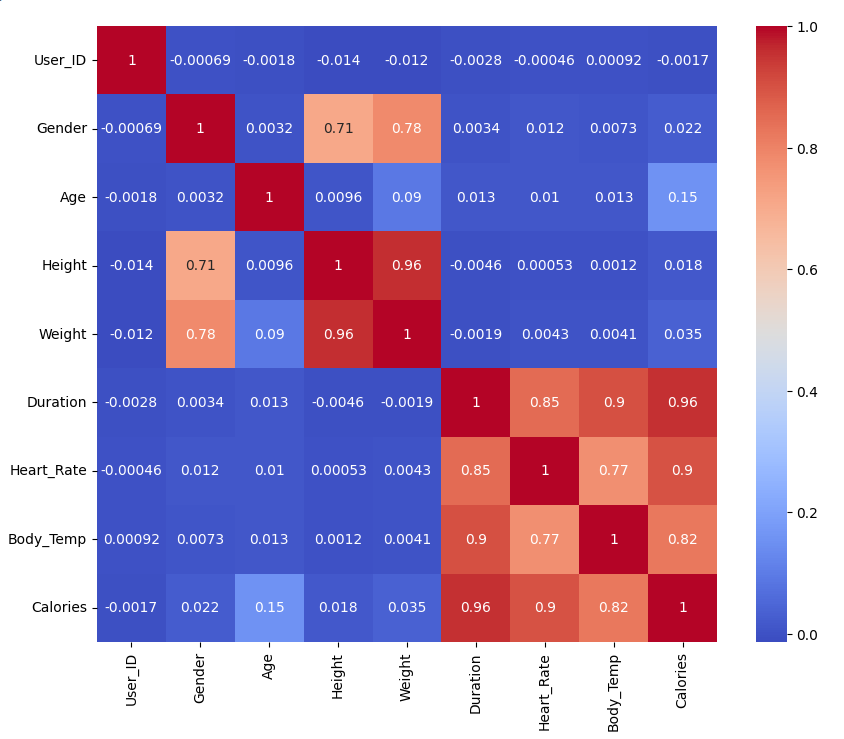 User_ID 1 -0.00069 -0.0018 -0.014 -0.012 -0.0028 -0.00046 0.00092 -0.0017
Gender -0.00069 1 0.0032 0.71 0.78 0.0034 0.012 0.0073 0.022
Age -0.0018 0.0032 1 0.0096 0.09 0.013 0.01 0.013 0.15
Height -0.014 0.71 0.0096 1 0.96 -0.0046 0.00053 0.0012 0.018
Weight -0.012 0.78 0.09 0.96 1 -0.0019 0.0043 0.0041 0.035
Duration -0.0028 0.0034 0.013 -0.0046 -0.0019 1 0.85 0.9 0.96
Heart_Rate -0.00046 0.012 0.01 0.00053 0.0043 0.85 1 0.77 0.9
Body_Temp 0.00092 0.0073 0.013 0.0012 0.0041 0.9 0.77 1 0.82
Calories -0.0017 0.022 0.15 0.018 0.035 0.96 0.9 0.82 1
User_ID Gender Age Height Weight Duration Heart_Rate Body_Temp Calories
1.0
0.8
0.6
0.4
0.2
0.0